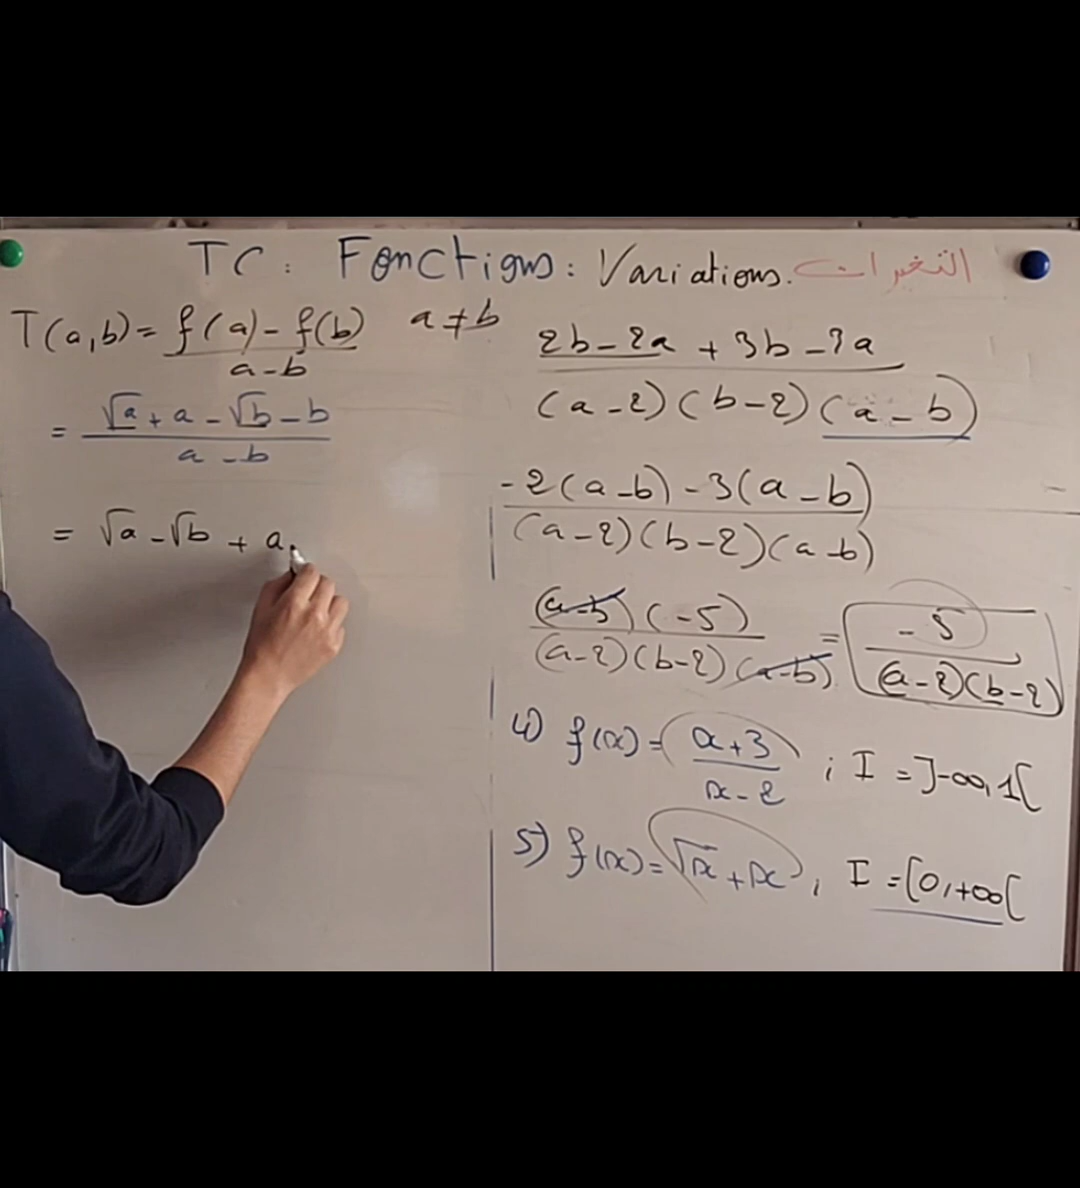 TC : Fonctions : Variations. التغيرات
T(a,b) = f(a) - f(b) / a - b a ≠ b
= √a + a - √b - b / a - b
= √a - √b + a
2b - 2a + 3b - 3a / (a - 2)(b - 2)(a - b)
-2(a - b) - 3(a - b) / (a - 2)(b - 2)(a - b)
(a - b)(-5) / (a - 2)(b - 2)(a - b) = -5 / (a - 2)(b - 2)
4) f(x) = x + 3 / x - 2 ; I = ]-∞, 1[
5) f(x) = √x + x ; I = [0, +∞[